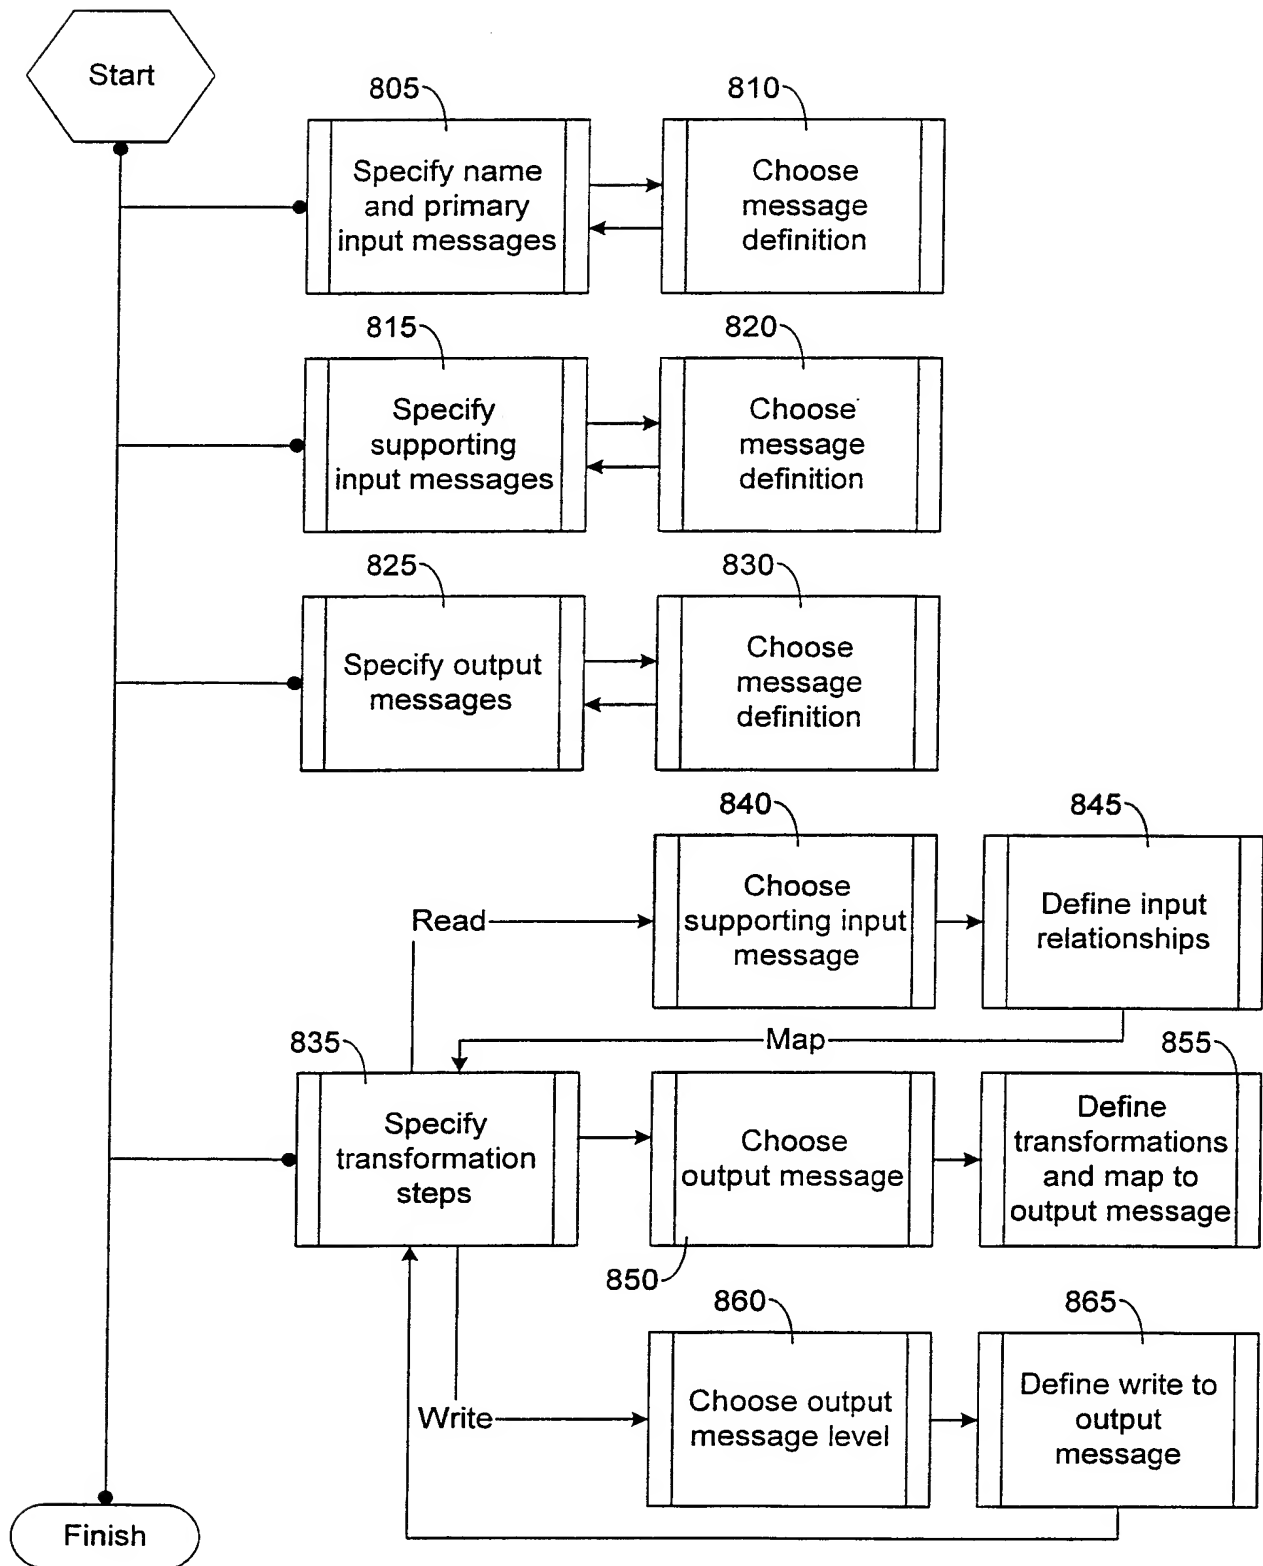 Start
805
810
Specify name
and primary
input messages
Choose
message
definition
815
820
Specify
supporting
input messages
Choose
message
definition
825
830
Specify output
messages
Choose
message
definition
840
845
Read
Choose
supporting input
message
Define input
relationships
835
Map
855
Specify
transformation
steps
Choose
output message
Define
transformations
and map to
output message
850
860
865
Write
Choose output
message level
Define write to
output
message
Finish